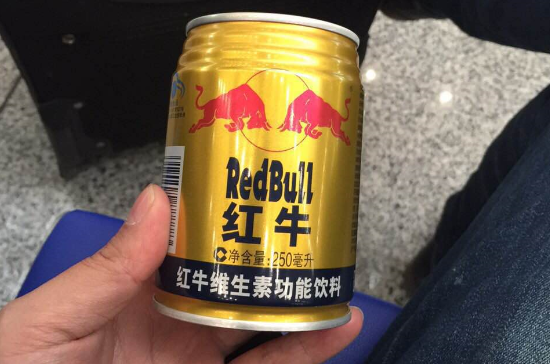 RedBull
红牛
净含量:250毫升
红牛维生素功能饮料